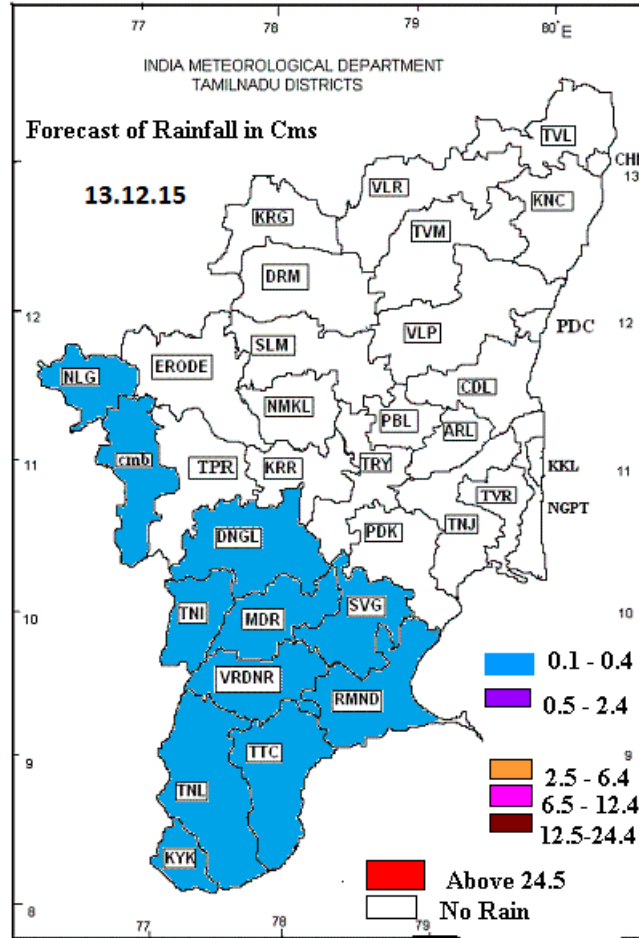 77 78 79 80° E
INDIA METEOROLOGICAL DEPARTMENT
TAMILNADU DISTRICTS
Forecast of Rainfall in Cms
TVL
CHE
13
13.12.15
VLR
KNC
KRG
TVM
DRM
12
12
PDC
SLM
VLP
ERODE
NLG
CDL
NMKL
PBL
ARL
11
cmb
TPR
KRR
TRY
KKL
11
TVR
NGPT
DNGL
PDK
TNJ
10
TNI
MDR
SVG
10
0.1 - 0.4
VRDNR
RMND
0.5 - 2.4
9
TTC
9
2.5 - 6.4
TNL
6.5 - 12.4
12.5-24.4
KYK
Above 24.5
8
No Rain
77 78 79